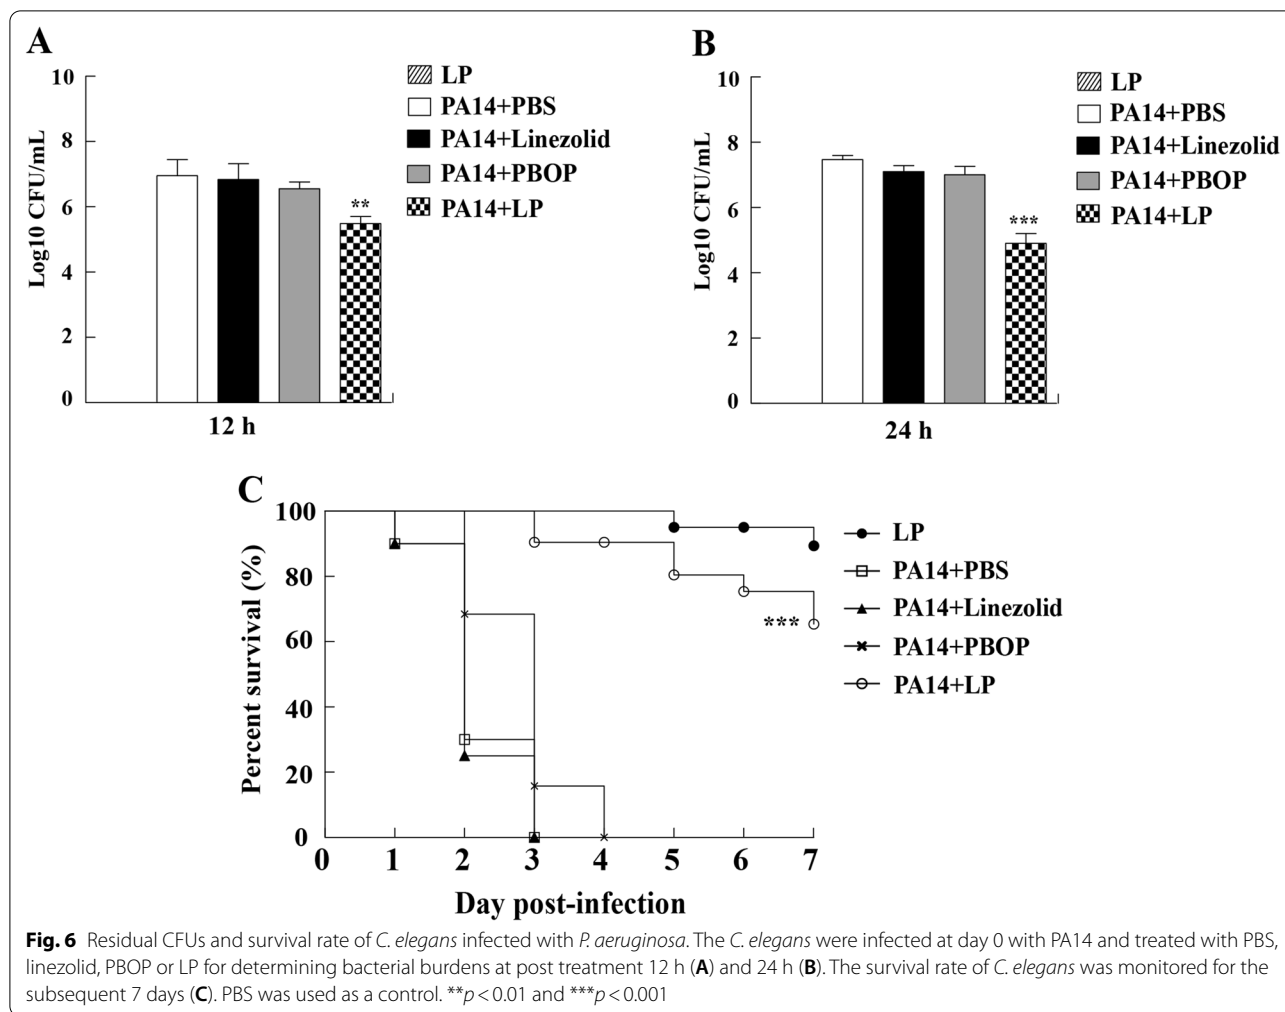 A
10
8
6
4
2
0
Log10 CFU/mL
**
12 h
LP
PA14+PBS
PA14+Linezolid
PA14+PBOP
PA14+LP
B
10
8
6
4
2
0
Log10 CFU/mL
***
24 h
LP
PA14+PBS
PA14+Linezolid
PA14+PBOP
PA14+LP
C
100
80
60
40
20
0
Percent survival (%)
***
0 1 2 3 4 5 6 7
Day post-infection
LP
PA14+PBS
PA14+Linezolid
PA14+PBOP
PA14+LP
Fig. 6 Residual CFUs and survival rate of C. elegans infected with P. aeruginosa. The C. elegans were infected at day 0 with PA14 and treated with PBS,
linezolid, PBOP or LP for determining bacterial burdens at post treatment 12 h (A) and 24 h (B). The survival rate of C. elegans was monitored for the
subsequent 7 days (C). PBS was used as a control. **p < 0.01 and ***p < 0.001